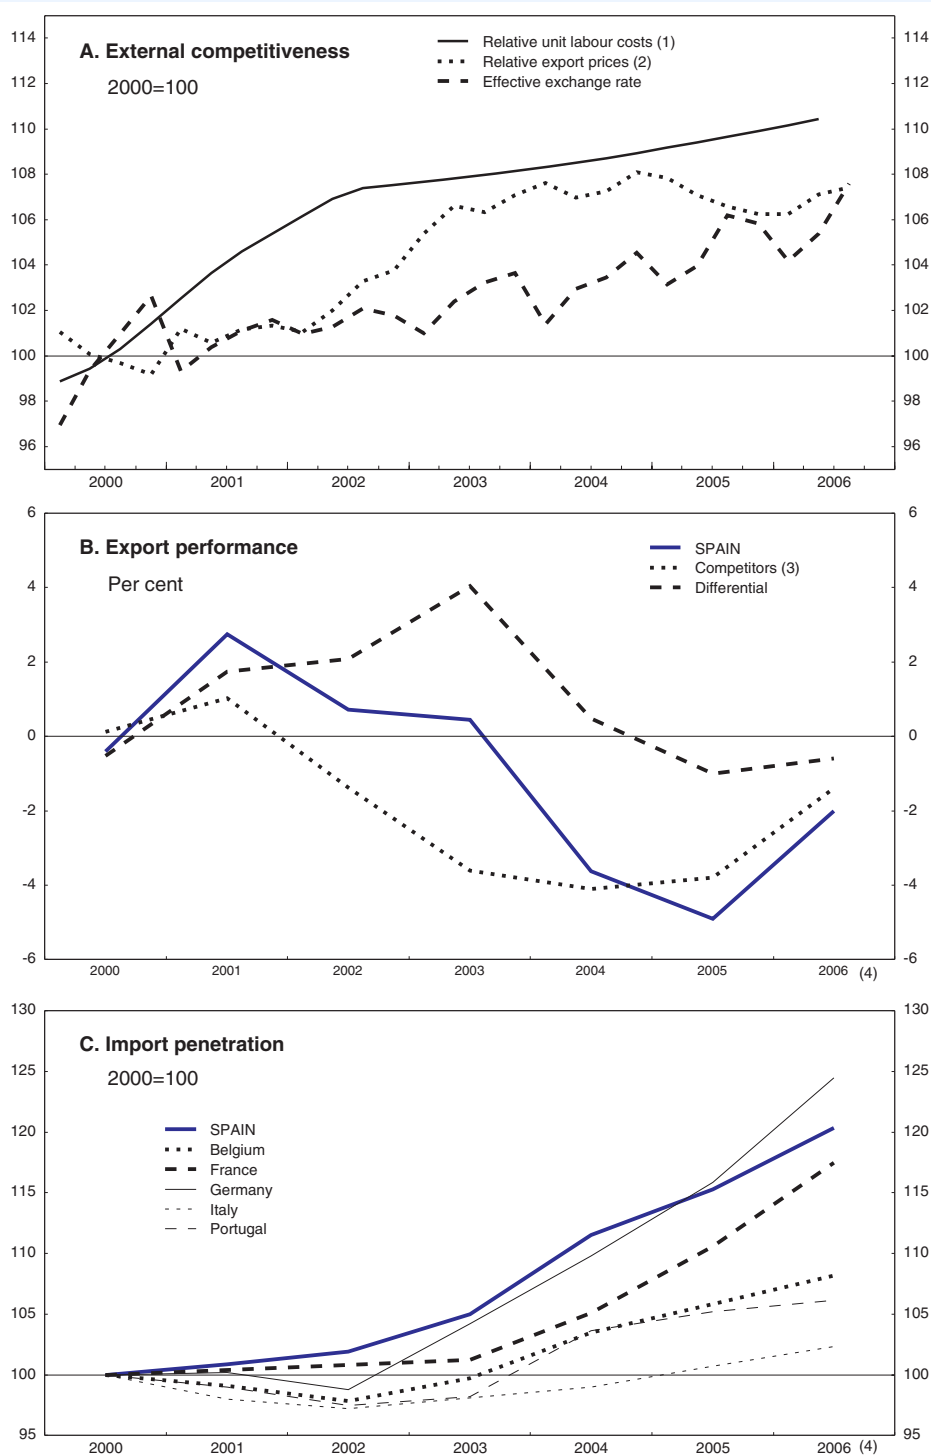 A. External competitiveness
2000=100
Relative unit labour costs (1)
Relative export prices (2)
Effective exchange rate
114 114
112 112
110 110
108 108
106 106
104 104
102 102
100 100
98 98
96 96
2000 2001 2002 2003 2004 2005 2006
B. Export performance
Per cent
SPAIN
Competitors (3)
Differential
6 6
4 4
2 2
0 0
-2 -2
-4 -4
-6 -6
2000 2001 2002 2003 2004 2005 2006 (4)
C. Import penetration
2000=100
SPAIN
Belgium
France
Germany
Italy
Portugal
130 130
125 125
120 120
115 115
110 110
105 105
100 100
95 95
2000 2001 2002 2003 2004 2005 2006 (4)